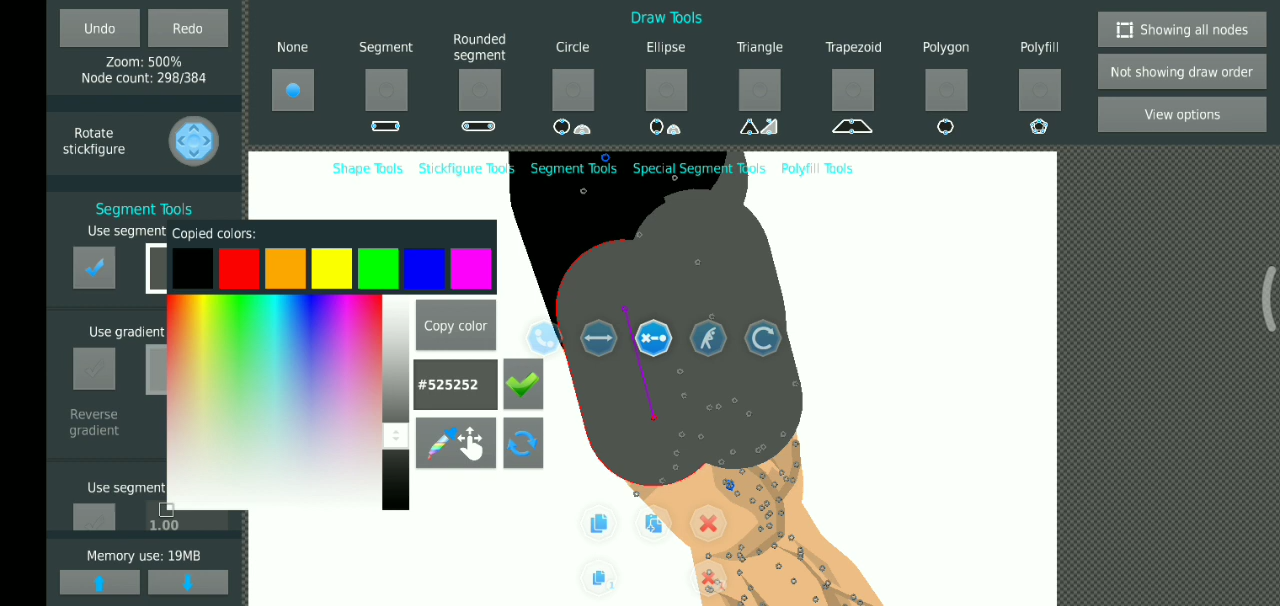 Undo
Redo
Zoom: 500%
Node count: 298/384
Rotate
stickfigure
Segment Tools
Use segment
Use gradient
Reverse
gradient
Use segment
1.00
Memory use: 19MB
Draw Tools
None
Segment
Rounded
segment
Circle
Ellipse
Triangle
Trapezoid
Polygon
Polyfill
Showing all nodes
Not showing draw order
View options
Shape Tools
Stickfigure Tools
Segment Tools
Special Segment Tools
Polyfill Tools
Copied colors:
Copy color
#525252